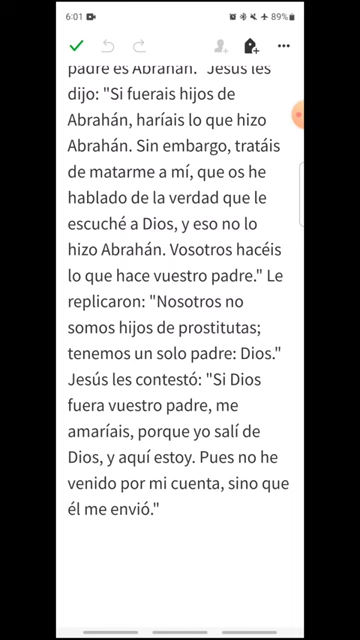 6:01
89%
padre es Abrahán." Jesús les
dijo: "Si fuerais hijos de
Abrahán, haríais lo que hizo
Abrahán. Sin embargo, tratáis
de matarme a mí, que os he
hablado de la verdad que le
escuché a Dios, y eso no lo
hizo Abrahán. Vosotros hacéis
lo que hace vuestro padre." Le
replicaron: "Nosotros no
somos hijos de prostitutas;
tenemos un solo padre: Dios."
Jesús les contestó: "Si Dios
fuera vuestro padre, me
amaríais, porque yo salí de
Dios, y aquí estoy. Pues no he
venido por mi cuenta, sino que
él me envió."